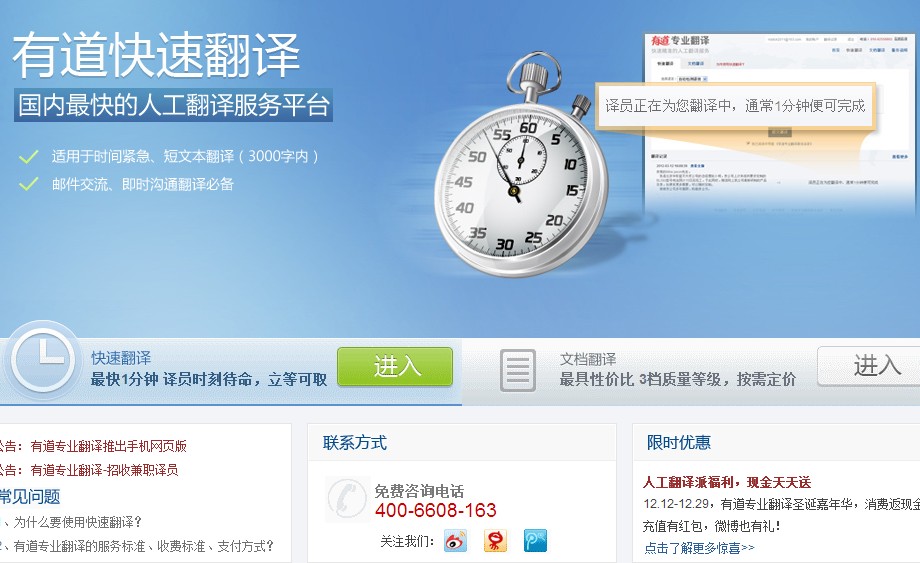 有道快速翻译
国内最快的人工翻译服务平台
适用于时间紧急、短文本翻译（3000字内）
邮件交流、即时沟通翻译必备
有道 专业翻译
译员正在为您翻译中，通常1分钟便可完成
60
5
10
15
20
25
30
35
40
45
50
55
快速翻译
最快1分钟 译员时刻待命，立等可取
进入
文档翻译
最具性价比 3档质量等级，按需定价
进入
公告：有道专业翻译推出手机网页版
公告：有道专业翻译-招收兼职译员
常见问题
、为什么要使用快速翻译？
2、有道专业翻译的服务标准、收费标准、支付方式？
联系方式
免费咨询电话
400-6608-163
关注我们：
限时优惠
人工翻译派福利，现金天天送
12.12-12.29，有道专业翻译圣诞嘉年华，消费返现金
充值有红包，微博也有礼！
点击了解更多惊喜>>